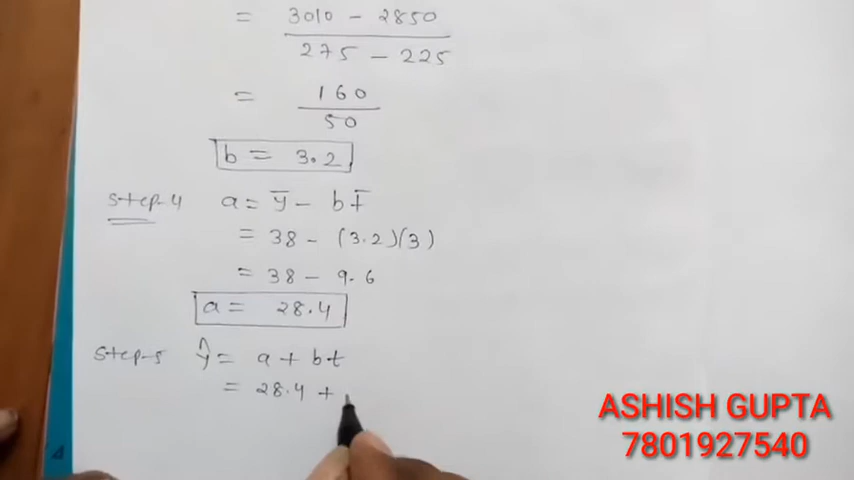 = 3010 - 2850
275 - 225
= 160
50
b = 3.2
Step-4 a = ȳ - b t̄
= 38 - (3.2)(3)
= 38 - 9.6
a = 28.4
Step-5 ŷ = a + bt
= 28.4 +
ASHISH GUPTA
7801927540